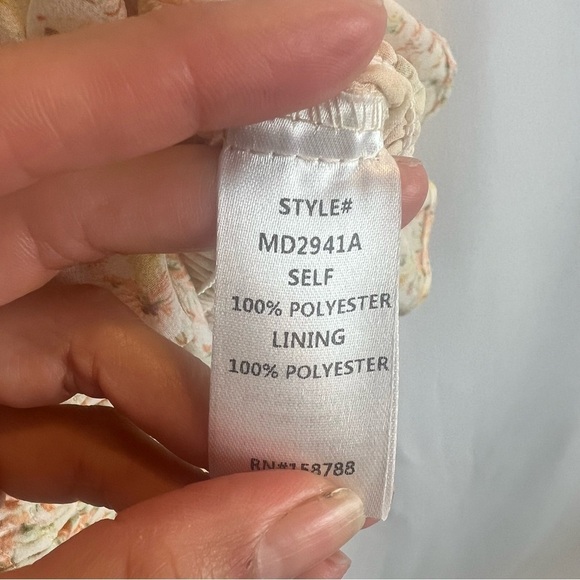 STYLE#
MD2941A
SELF
100% POLYESTER
LINING
100% POLYESTER
RN#158788